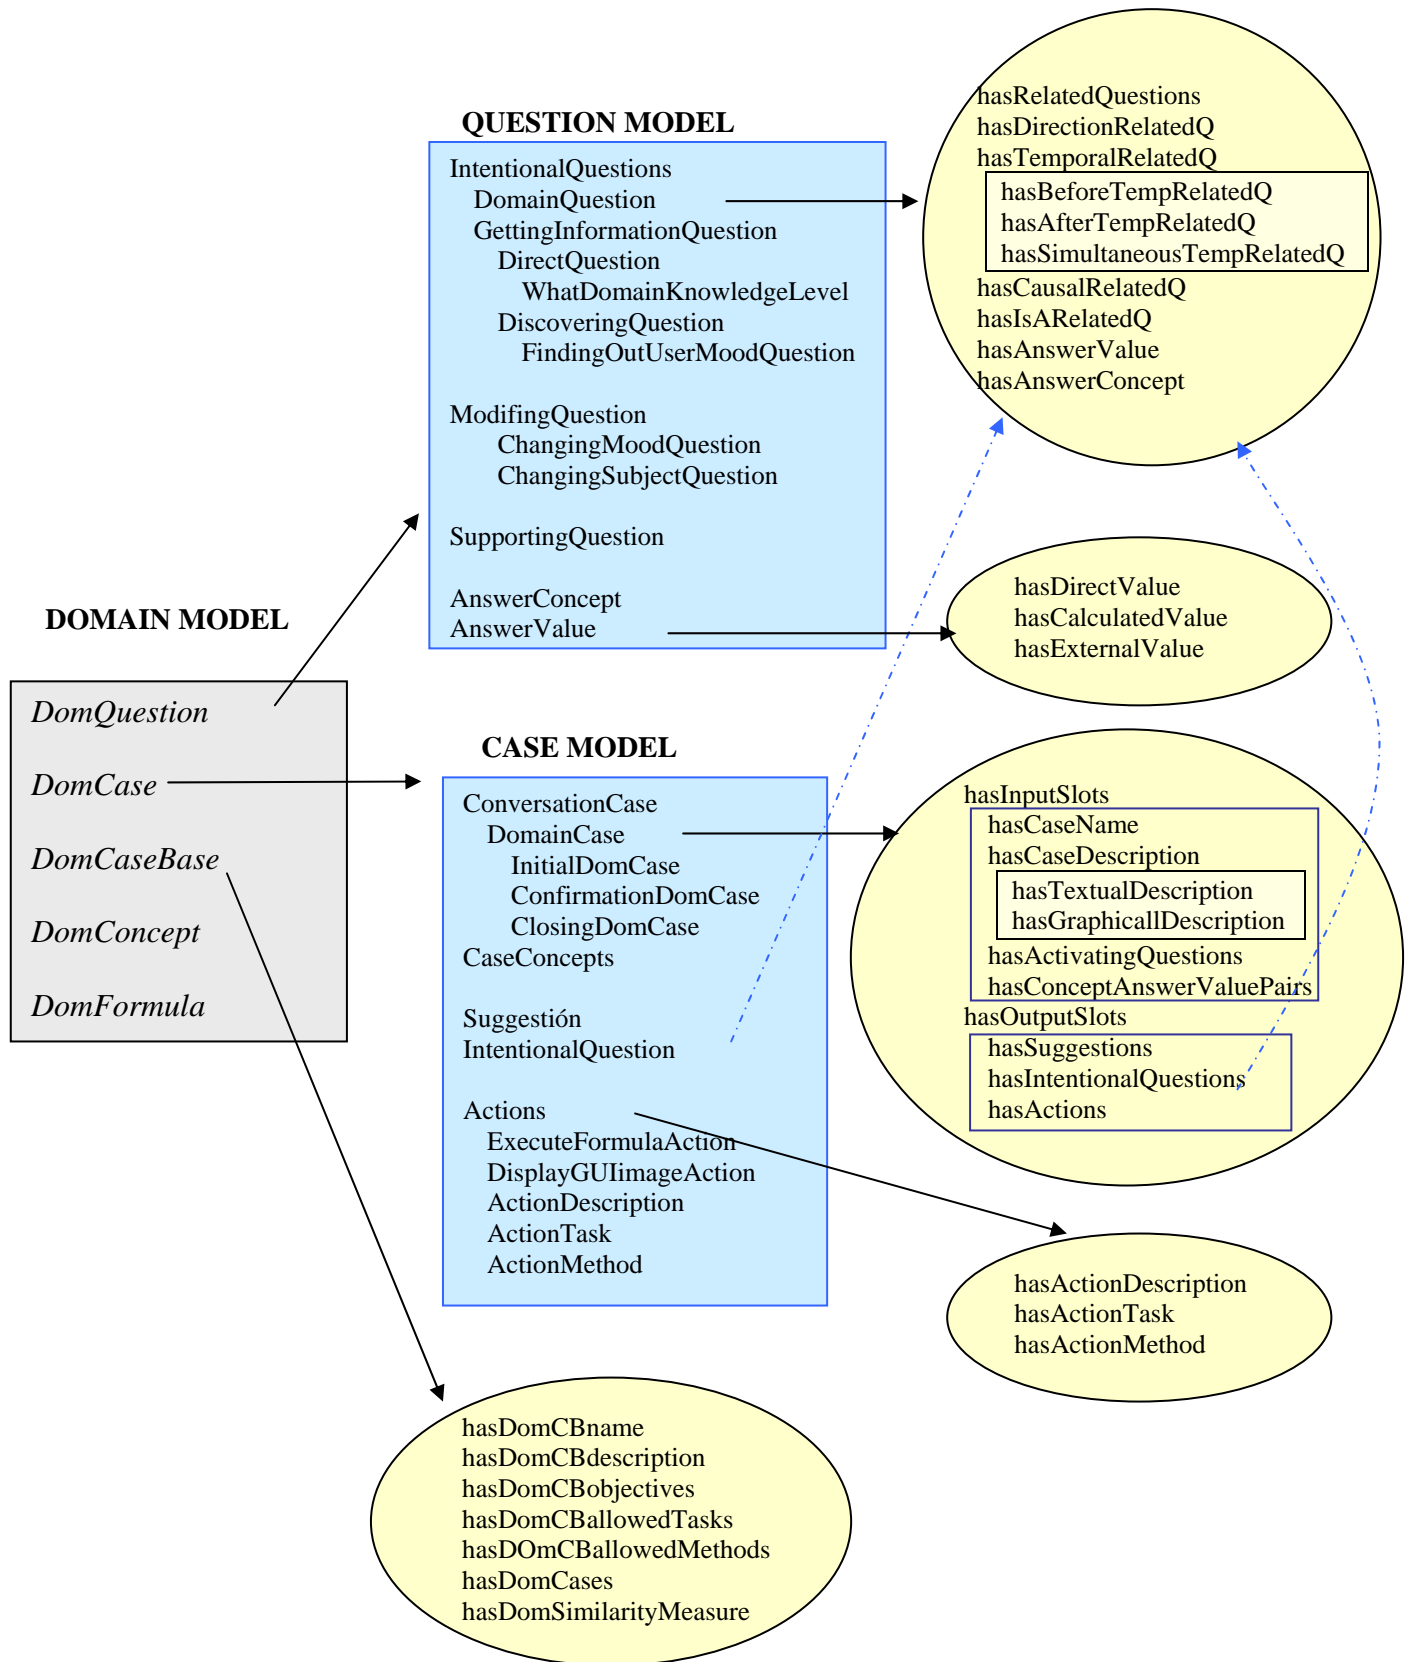 QUESTION MODEL
IntentionalQuestions
DomainQuestion
GettingInformationQuestion
DirectQuestion
WhatDomainKnowledgeLevel
DiscoveringQuestion
FindingOutUserMoodQuestion
ModifingQuestion
ChangingMoodQuestion
ChangingSubjectQuestion
SupportingQuestion
AnswerConcept
AnswerValue
hasRelatedQuestions
hasDirectionRelatedQ
hasTemporalRelatedQ
hasBeforeTempRelatedQ
hasAfterTempRelatedQ
hasSimultaneousTempRelatedQ
hasCausalRelatedQ
hasIsARelatedQ
hasAnswerValue
hasAnswerConcept
hasDirectValue
hasCalculatedValue
hasExternalValue
DOMAIN MODEL
DomQuestion
DomCase
DomCaseBase
DomConcept
DomFormula
CASE MODEL
ConversationCase
DomainCase
InitialDomCase
ConfirmationDomCase
ClosingDomCase
CaseConcepts
Suggestión
IntentionalQuestion
Actions
ExecuteFormulaAction
DisplayGUIimageAction
ActionDescription
ActionTask
ActionMethod
hasInputSlots
hasCaseName
hasCaseDescription
hasTextualDescription
hasGraphicallDescription
hasActivatingQuestions
hasConceptAnswerValuePairs
hasOutputSlots
hasSuggestions
hasIntentionalQuestions
hasActions
hasActionDescription
hasActionTask
hasActionMethod
hasDomCBname
hasDomCBdescription
hasDomCBobjectives
hasDomCBallowedTasks
hasDOmCBallowedMethods
hasDomCases
hasDomSimilarityMeasure